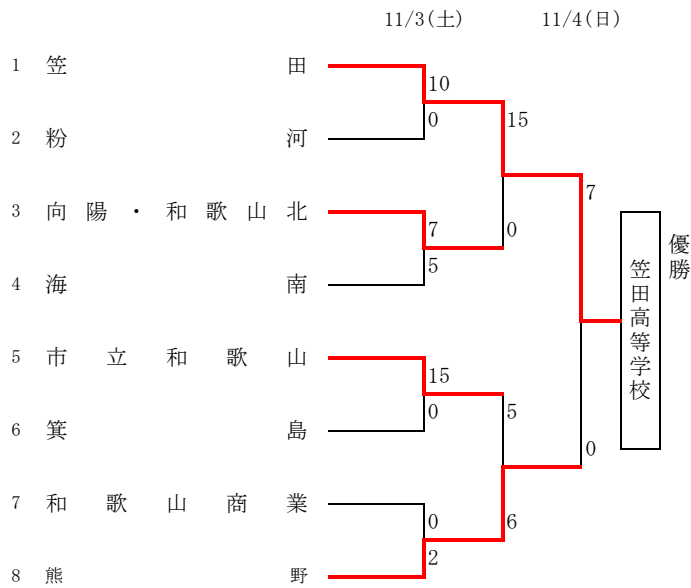 11/3(土) 11/4(日)
1 笠田
10
0
2 粉河
15
3 向陽・和歌山北
7
5
0
4 海南
7
優勝
笠田高等学校
5 市立和歌山
15
0
5
6 箕島
0
7 和歌山商業
0
2
6
8 熊野